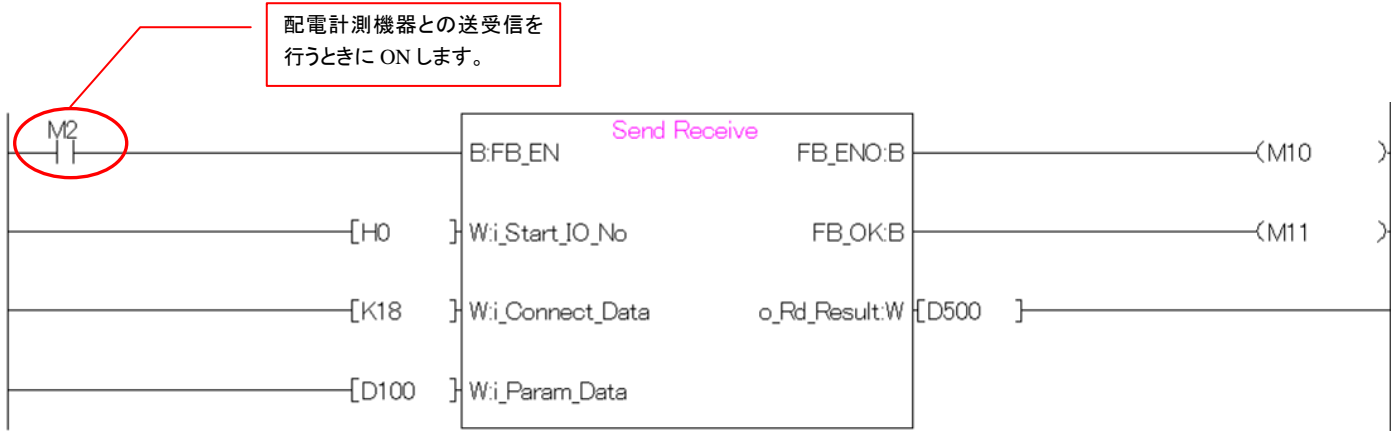 配電計測機器との送受信を
行うときに ON します。
M2
Send Receive
B:FB_EN
FB_ENO:B
(M10 )
[H0 ]
W:i_Start_IO_No
FB_OK:B
(M11 )
[K18 ]
W:i_Connect_Data
o_Rd_Result:W
[D500 ]
[D100 ]
W:i_Param_Data